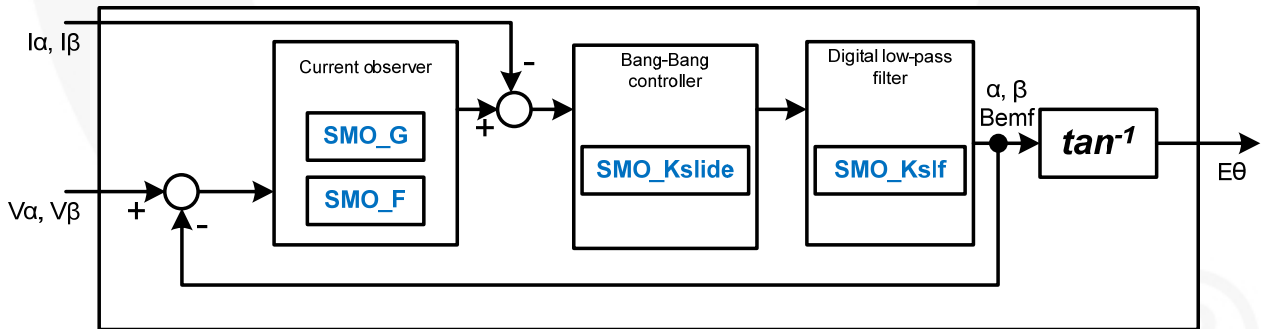 Iα, Iβ
Current observer
SMO_G
SMO_F
-
+
Bang-Bang
controller
SMO_Kslide
Digital low-pass
filter
SMO_Kslf
α, β
Bemf
tan-1
Eθ
Vα, Vβ
+
-